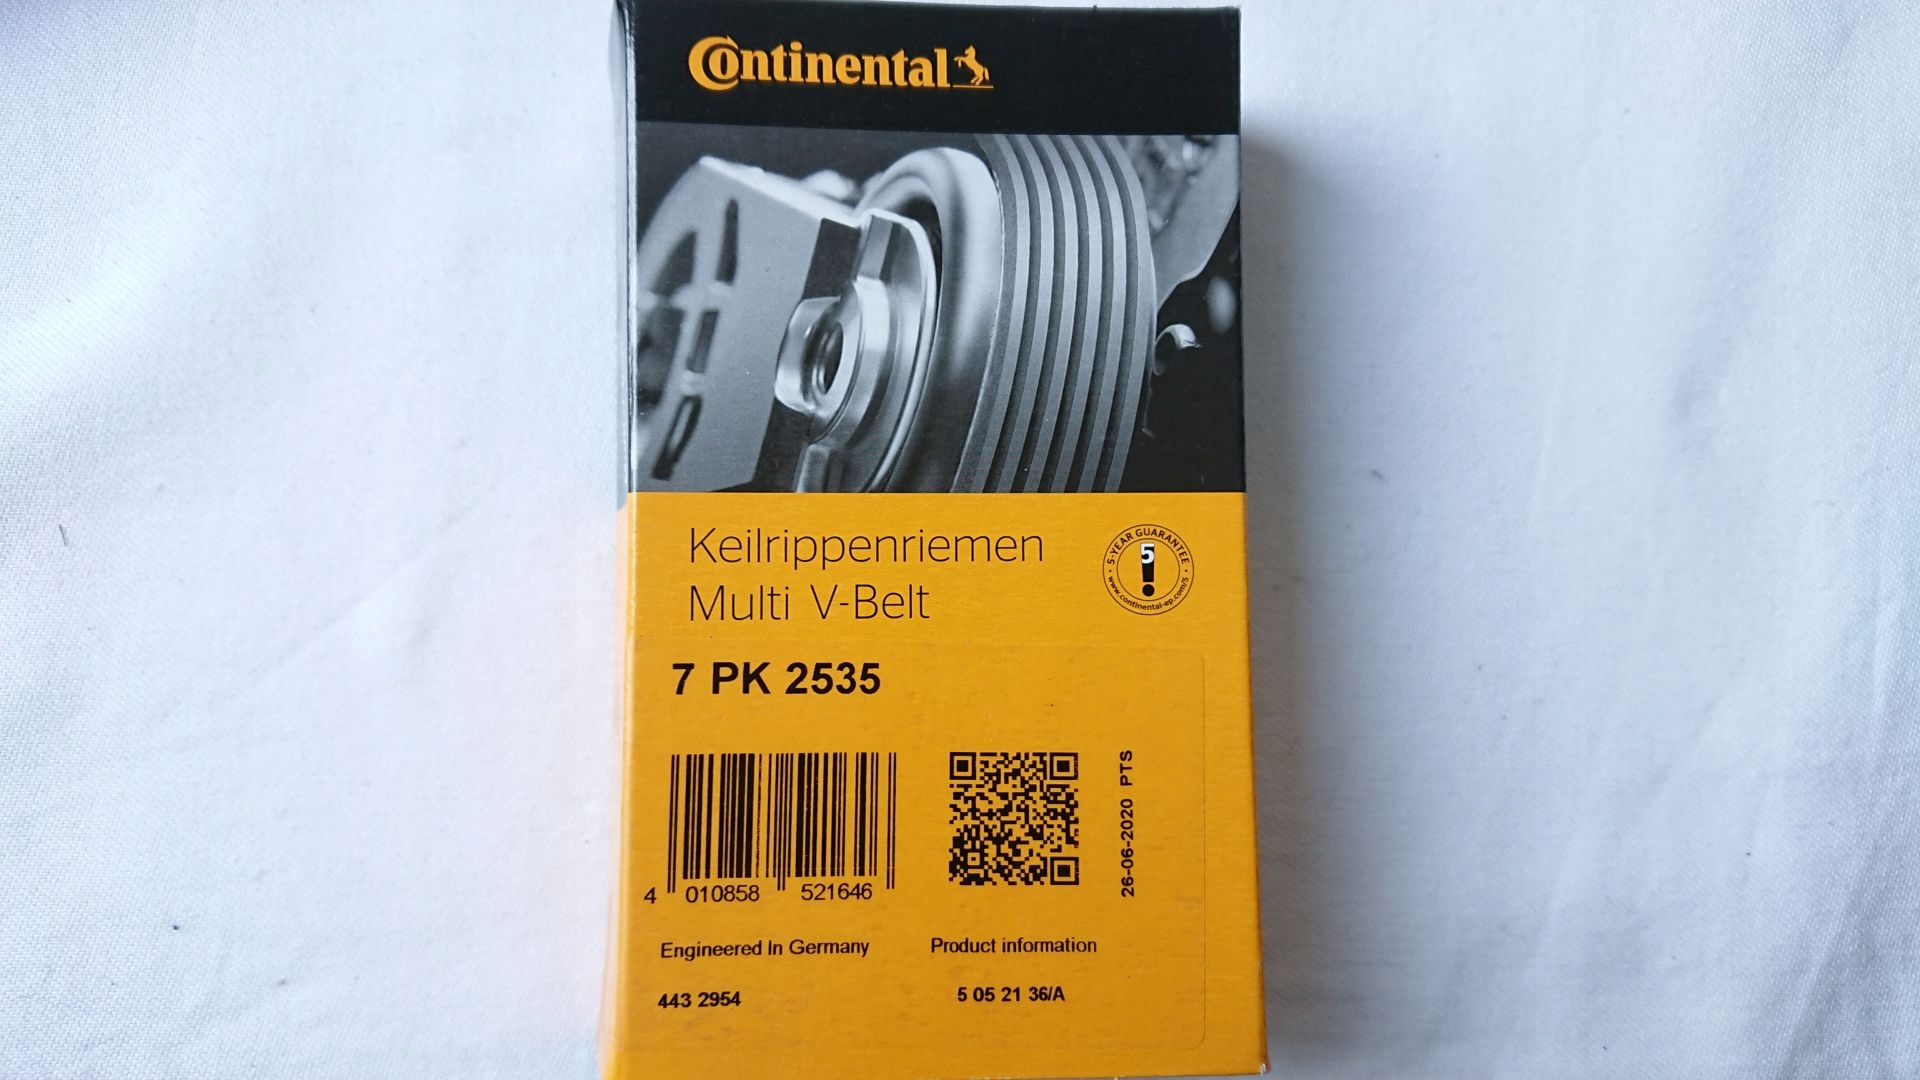 Continental
Keilrippenriemen
Multi V-Belt
5-YEAR GUARANTEE
5
www.continental-ep.com/5
7 PK 2535
4 010858 521646
26-06-2020 PTS
Engineered In Germany
Product information
443 2954
5 05 21 36/A